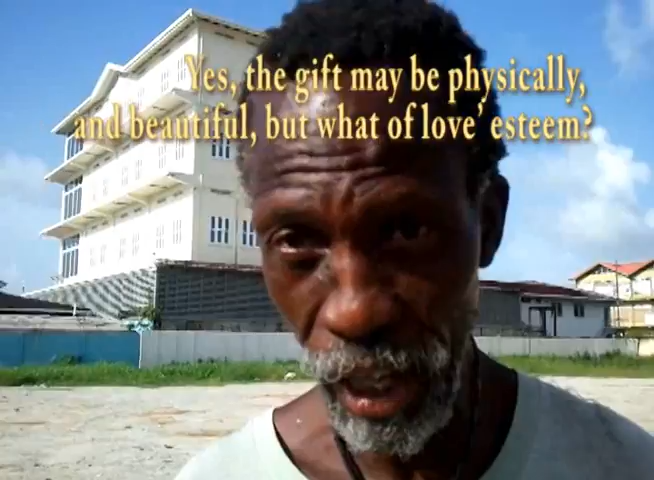 Yes, the gift may be physically,
and beautiful, but what of love’ esteem?